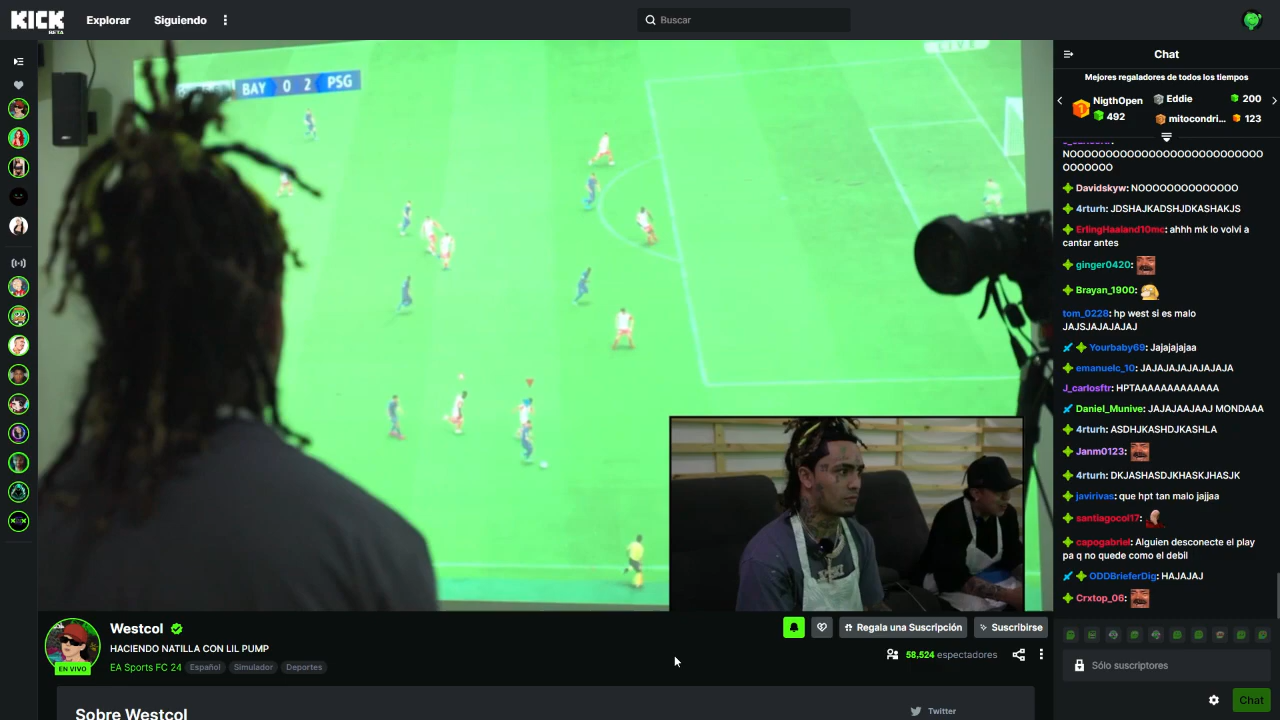 KICK
BETA
Explorar
Siguiendo
Buscar
LIVE
BAY 0 2 PSG
Westcol
HACIENDO NATILLA CON LIL PUMP
EN VIVO
EA Sports FC 24 Español Simulador Deportes
Regala una Suscripción
Suscribirse
58,524 espectadores
Sobre Westcol
Twitter
Chat
Mejores regaladores de todos los tiempos
NigthOpen
492
Eddie 200
mitocondri... 123
NOOOOOOOOOOOOOOOOOOOOOOOOOO
OOOOOOO
Davidskyw: NOOOOOOOOOOOOOO
4rturh: JDSHAJKADSHJDKASHAKJS
ErlingHaaland10me: ahhh mk lo volvi a
cantar antes
ginger0420:
Brayan_1900:
tom_0228: hp west si es malo
JAJSJAJAJAJAJ
Yourbaby69: Jajajajajaa
emanuelc_10: JAJAJAJAJAJAJAJA
J_carlosftr: HPTAAAAAAAAAAAAA
Daniel_Munive: JAJAJAAJAAJ MONDAAA
4rturh: ASDHJKASHDJKASHLA
Janm0123:
4rturh: DKJASHASDJKHASKJHASJK
javirivas: que hpt tan malo jajjaa
santiagocol17:
capogabriel: Alguien desconecte el play
pa q no quede como el debil
ODDBrieferDig: HAJAJAJ
Crxtop_06:
Sólo suscriptores
Chat